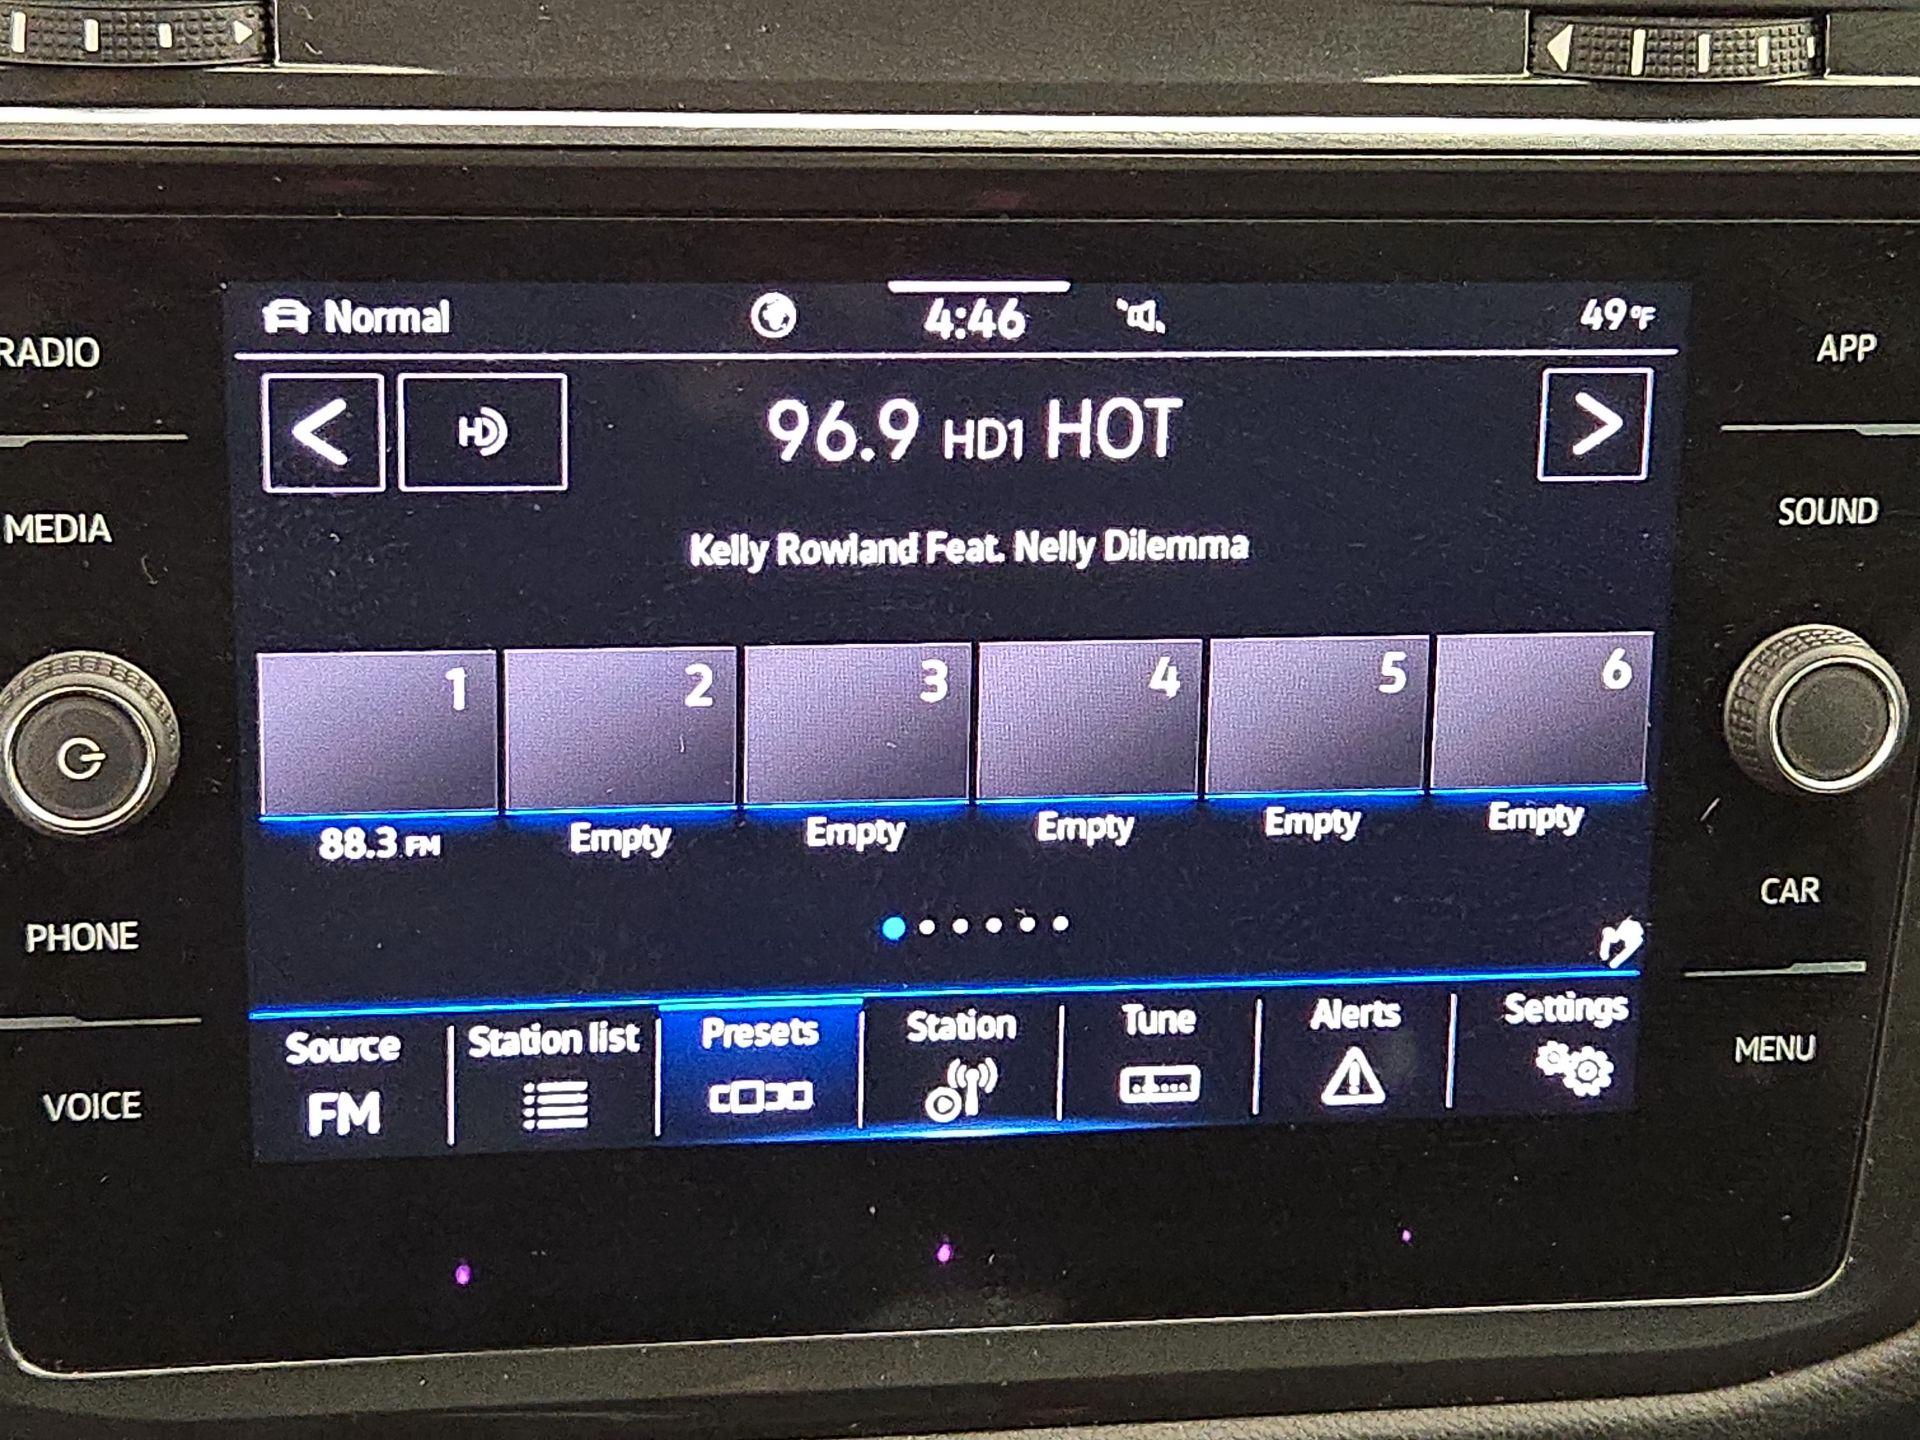 Normal 4:46 49°F
RADIO
APP
96.9 HD1 HOT
HD
MEDIA
SOUND
Kelly Rowland Feat. Nelly Dilemma
1 2 3 4 5 6
88.3 FM Empty Empty Empty Empty Empty
PHONE
CAR
Source Station list Presets Station Tune Alerts Settings
FM
VOICE
MENU